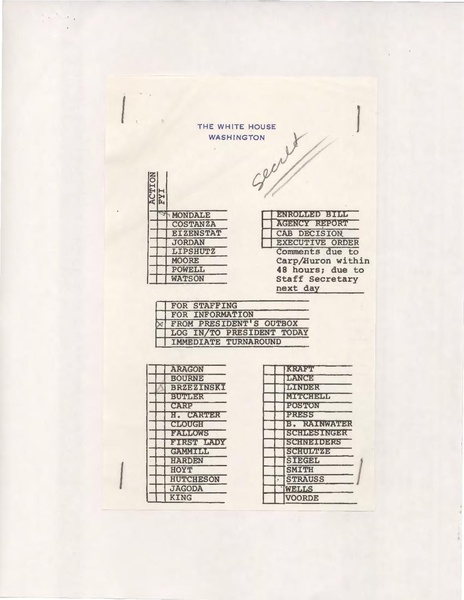 THE WHITE HOUSE
WASHINGTON
Secret
ACTION
FYI
MONDALE
COSTANZA
EIZENSTAT
JORDAN
LIPSHUTZ
MOORE
POWELL
WATSON
ENROLLED BILL
AGENCY REPORT
CAB DECISION
EXECUTIVE ORDER
Comments due to
Carp/Huron within
48 hours; due to
Staff Secretary
next day
FOR STAFFING
FOR INFORMATION
X FROM PRESIDENT'S OUTBOX
LOG IN/TO PRESIDENT TODAY
IMMEDIATE TURNAROUND
ARAGON
BOURNE
BRZEZINSKI
BUTLER
CARP
H. CARTER
CLOUGH
FALLOWS
FIRST LADY
GAMMILL
HARDEN
HOYT
HUTCHESON
JAGODA
KING
KRAFT
LANCE
LINDER
MITCHELL
POSTON
PRESS
B. RAINWATER
SCHLESINGER
SCHNEIDERS
SCHULTZE
SIEGEL
SMITH
STRAUSS
WELLS
VOORDE